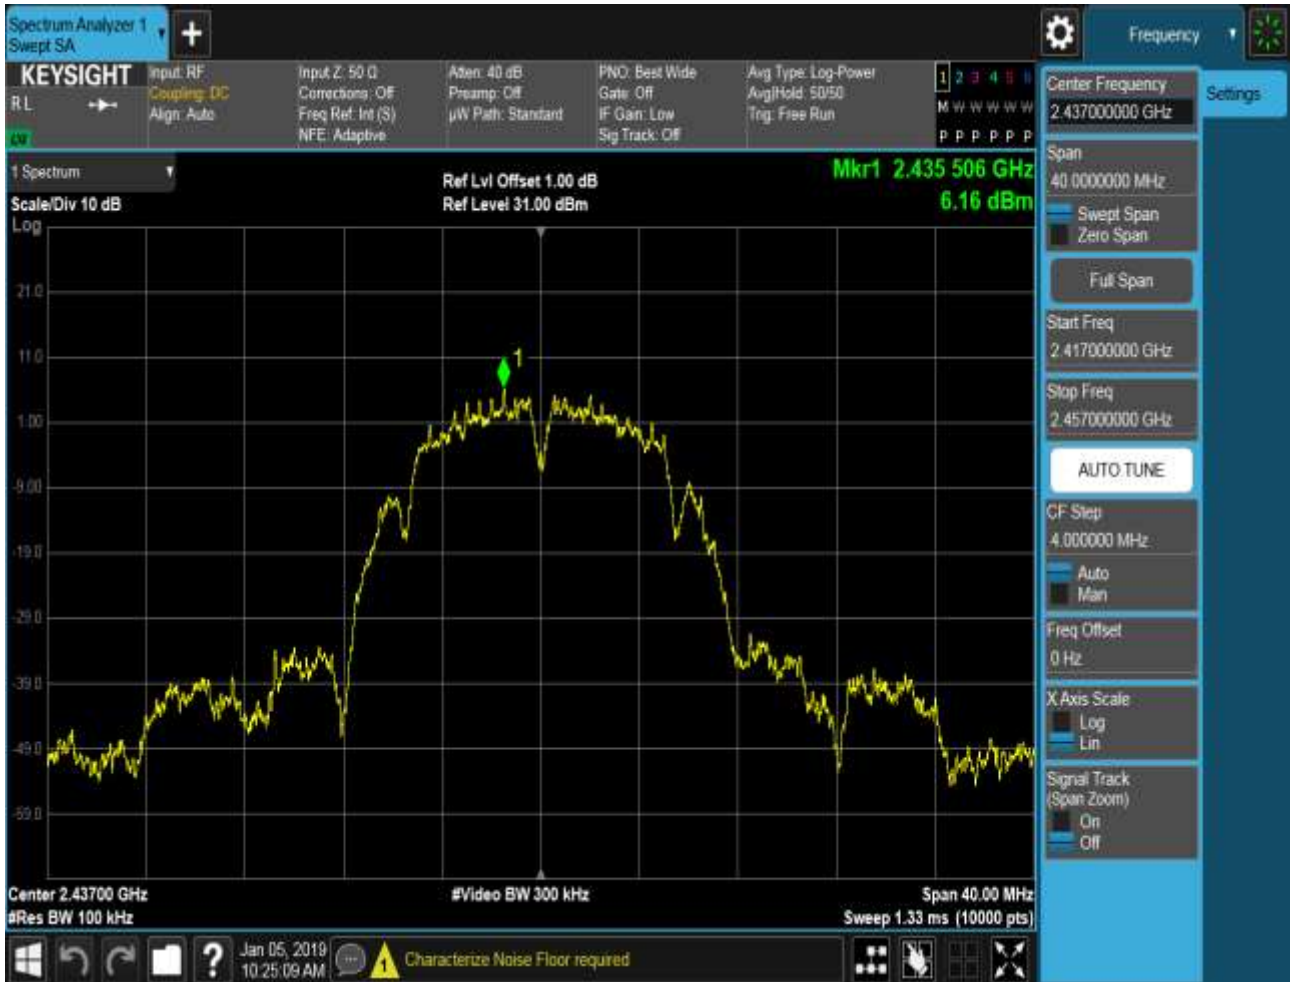 Spectrum Analyzer 1
Swept SA
Frequency
KEYSIGHT
RL
Input: RF
Coupling: DC
Align: Auto
Input Z: 50 Ω
Corrections: Off
Freq Ref: Int (S)
NFE: Adaptive
Atten: 40 dB
Preamp: Off
µW Path: Standard
PNO: Best Wide
Gate: Off
IF Gain: Low
Sig Track: Off
Avg Type: Log-Power
Avg|Hold: 50/50
Trig: Free Run
1 2 3 4 5 6
M W W W W W
P P P P P P
1 Spectrum
Scale/Div 10 dB
Log
Ref Lvl Offset 1.00 dB
Ref Level 31.00 dBm
Mkr1 2.435 506 GHz
6.16 dBm
21.0
11.0
1.00
-9.00
-19.0
-29.0
-39.0
-49.0
-59.0
1
Center 2.43700 GHz
#Res BW 100 kHz
#Video BW 300 kHz
Span 40.00 MHz
Sweep 1.33 ms (10000 pts)
Center Frequency
2.437000000 GHz
Settings
Span
40.0000000 MHz
Swept Span
Zero Span
Full Span
Start Freq
2.417000000 GHz
Stop Freq
2.457000000 GHz
AUTO TUNE
CF Step
4.000000 MHz
Auto
Man
Freq Offset
0 Hz
X Axis Scale
Log
Lin
Signal Track
(Span Zoom)
On
Off
?
Jan 05, 2019
10:25:09 AM
1
Characterize Noise Floor required